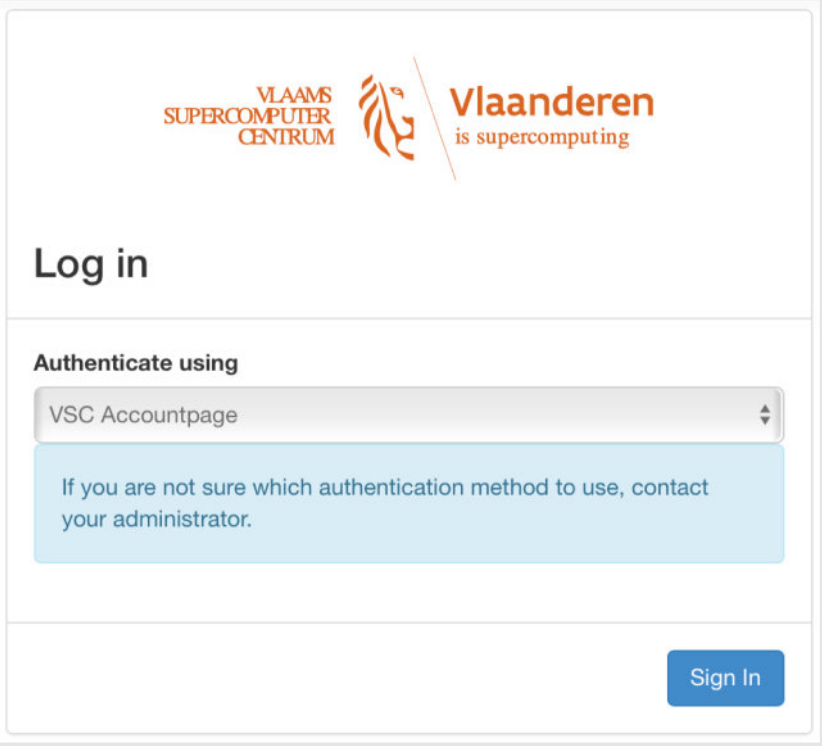 VLAAMS
SUPERCOMPUTER
CENTRUM
Vlaanderen
is supercomputing
Log in
Authenticate using
VSC Accountpage
If you are not sure which authentication method to use, contact
your administrator.
Sign In